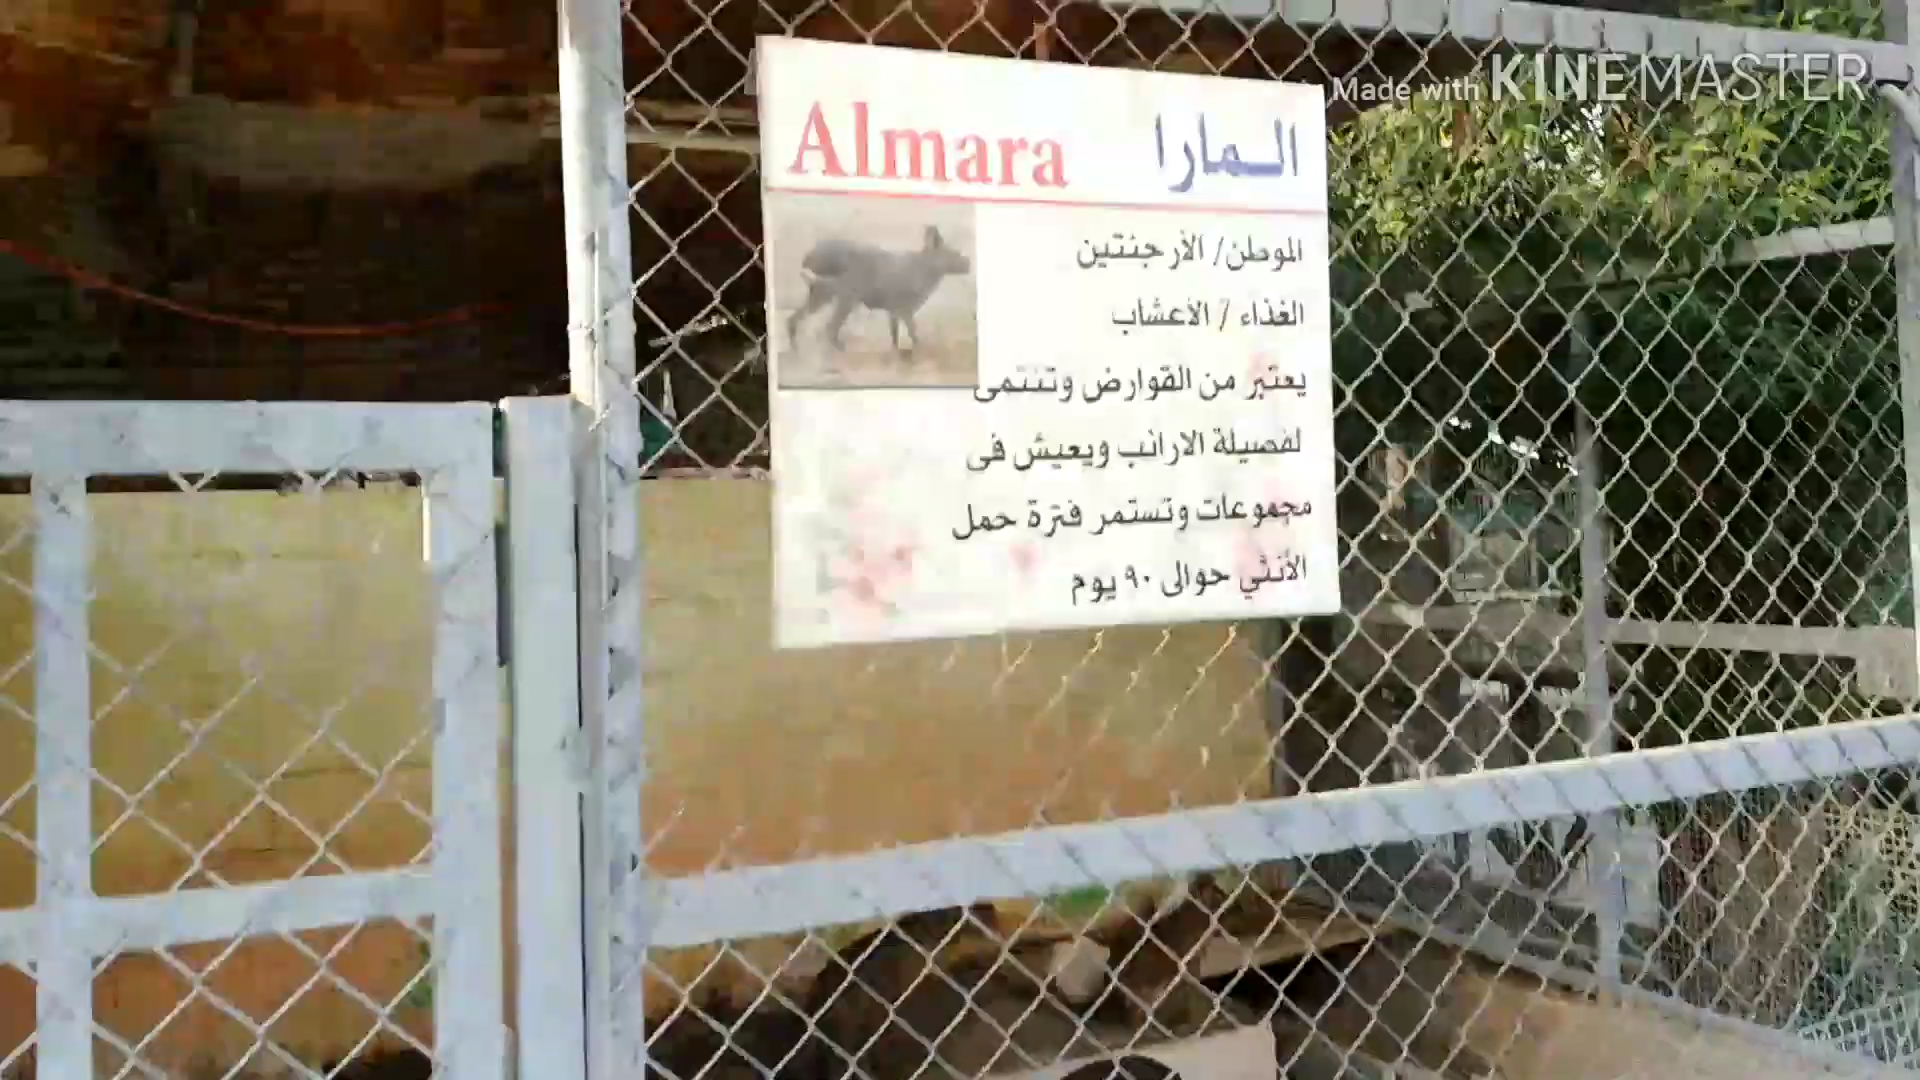 Made with KINEMASTER
Almara المارا
الموطن/ الأرجنتين
الغذاء / الأعشاب
يعتبر من القوارض وتنتمى
لفصيلة الارانب ويعيش فى
مجموعات وتستمر فترة حمل
الأنثي حوالى ٩٠ يوم